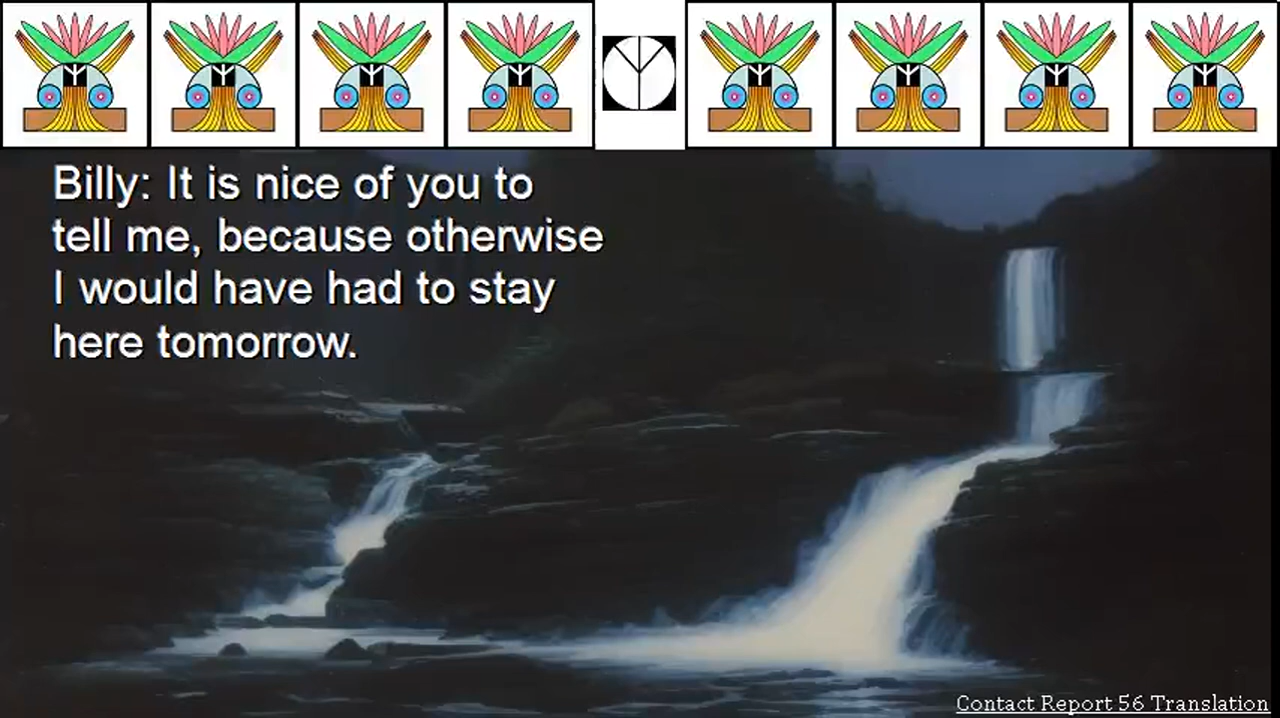 Billy: It is nice of you to
tell me, because otherwise
I would have had to stay
here tomorrow.
Contact Report 56 Translation